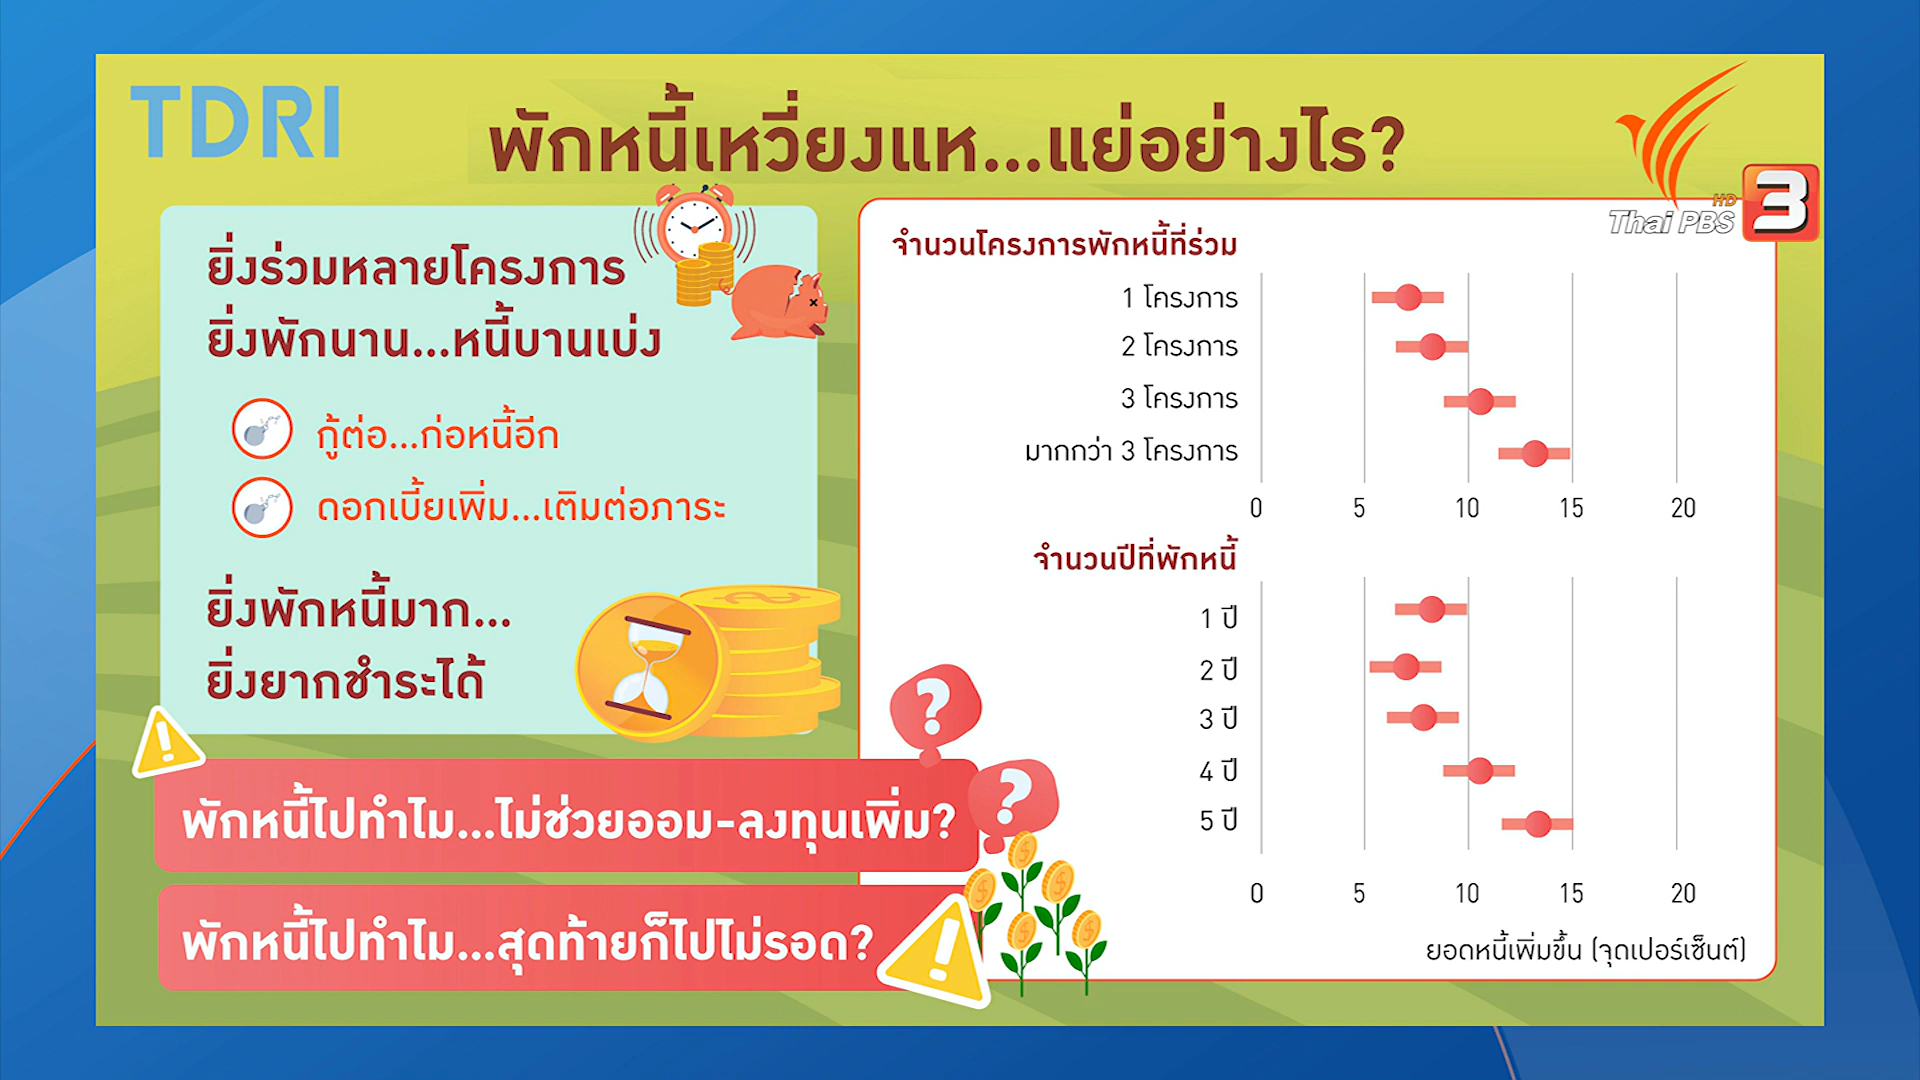 TDRI
พักหนี้เหวี่ยงแห...แย่อย่างไร?
HD
Thai PBS
3
ยิ่งร่วมหลายโครงการ
ยิ่งพักนาน...หนี้บานเบ่ง
กู้ต่อ...ก่อหนี้อีก
ดอกเบี้ยเพิ่ม...เติมต่อภาระ
ยิ่งพักหนี้มาก...
ยิ่งยากชำระได้
พักหนี้ไปทำไม...ไม่ช่วยออม-ลงทุนเพิ่ม?
พักหนี้ไปทำไม...สุดท้ายก็ไปไม่รอด?
?
?
จำนวนโครงการพักหนี้ที่ร่วม
1 โครงการ
2 โครงการ
3 โครงการ
มากกว่า 3 โครงการ
0 5 10 15 20
จำนวนปีที่พักหนี้
1 ปี
2 ปี
3 ปี
4 ปี
5 ปี
0 5 10 15 20
ยอดหนี้เพิ่มขึ้น (จุดเปอร์เซ็นต์)